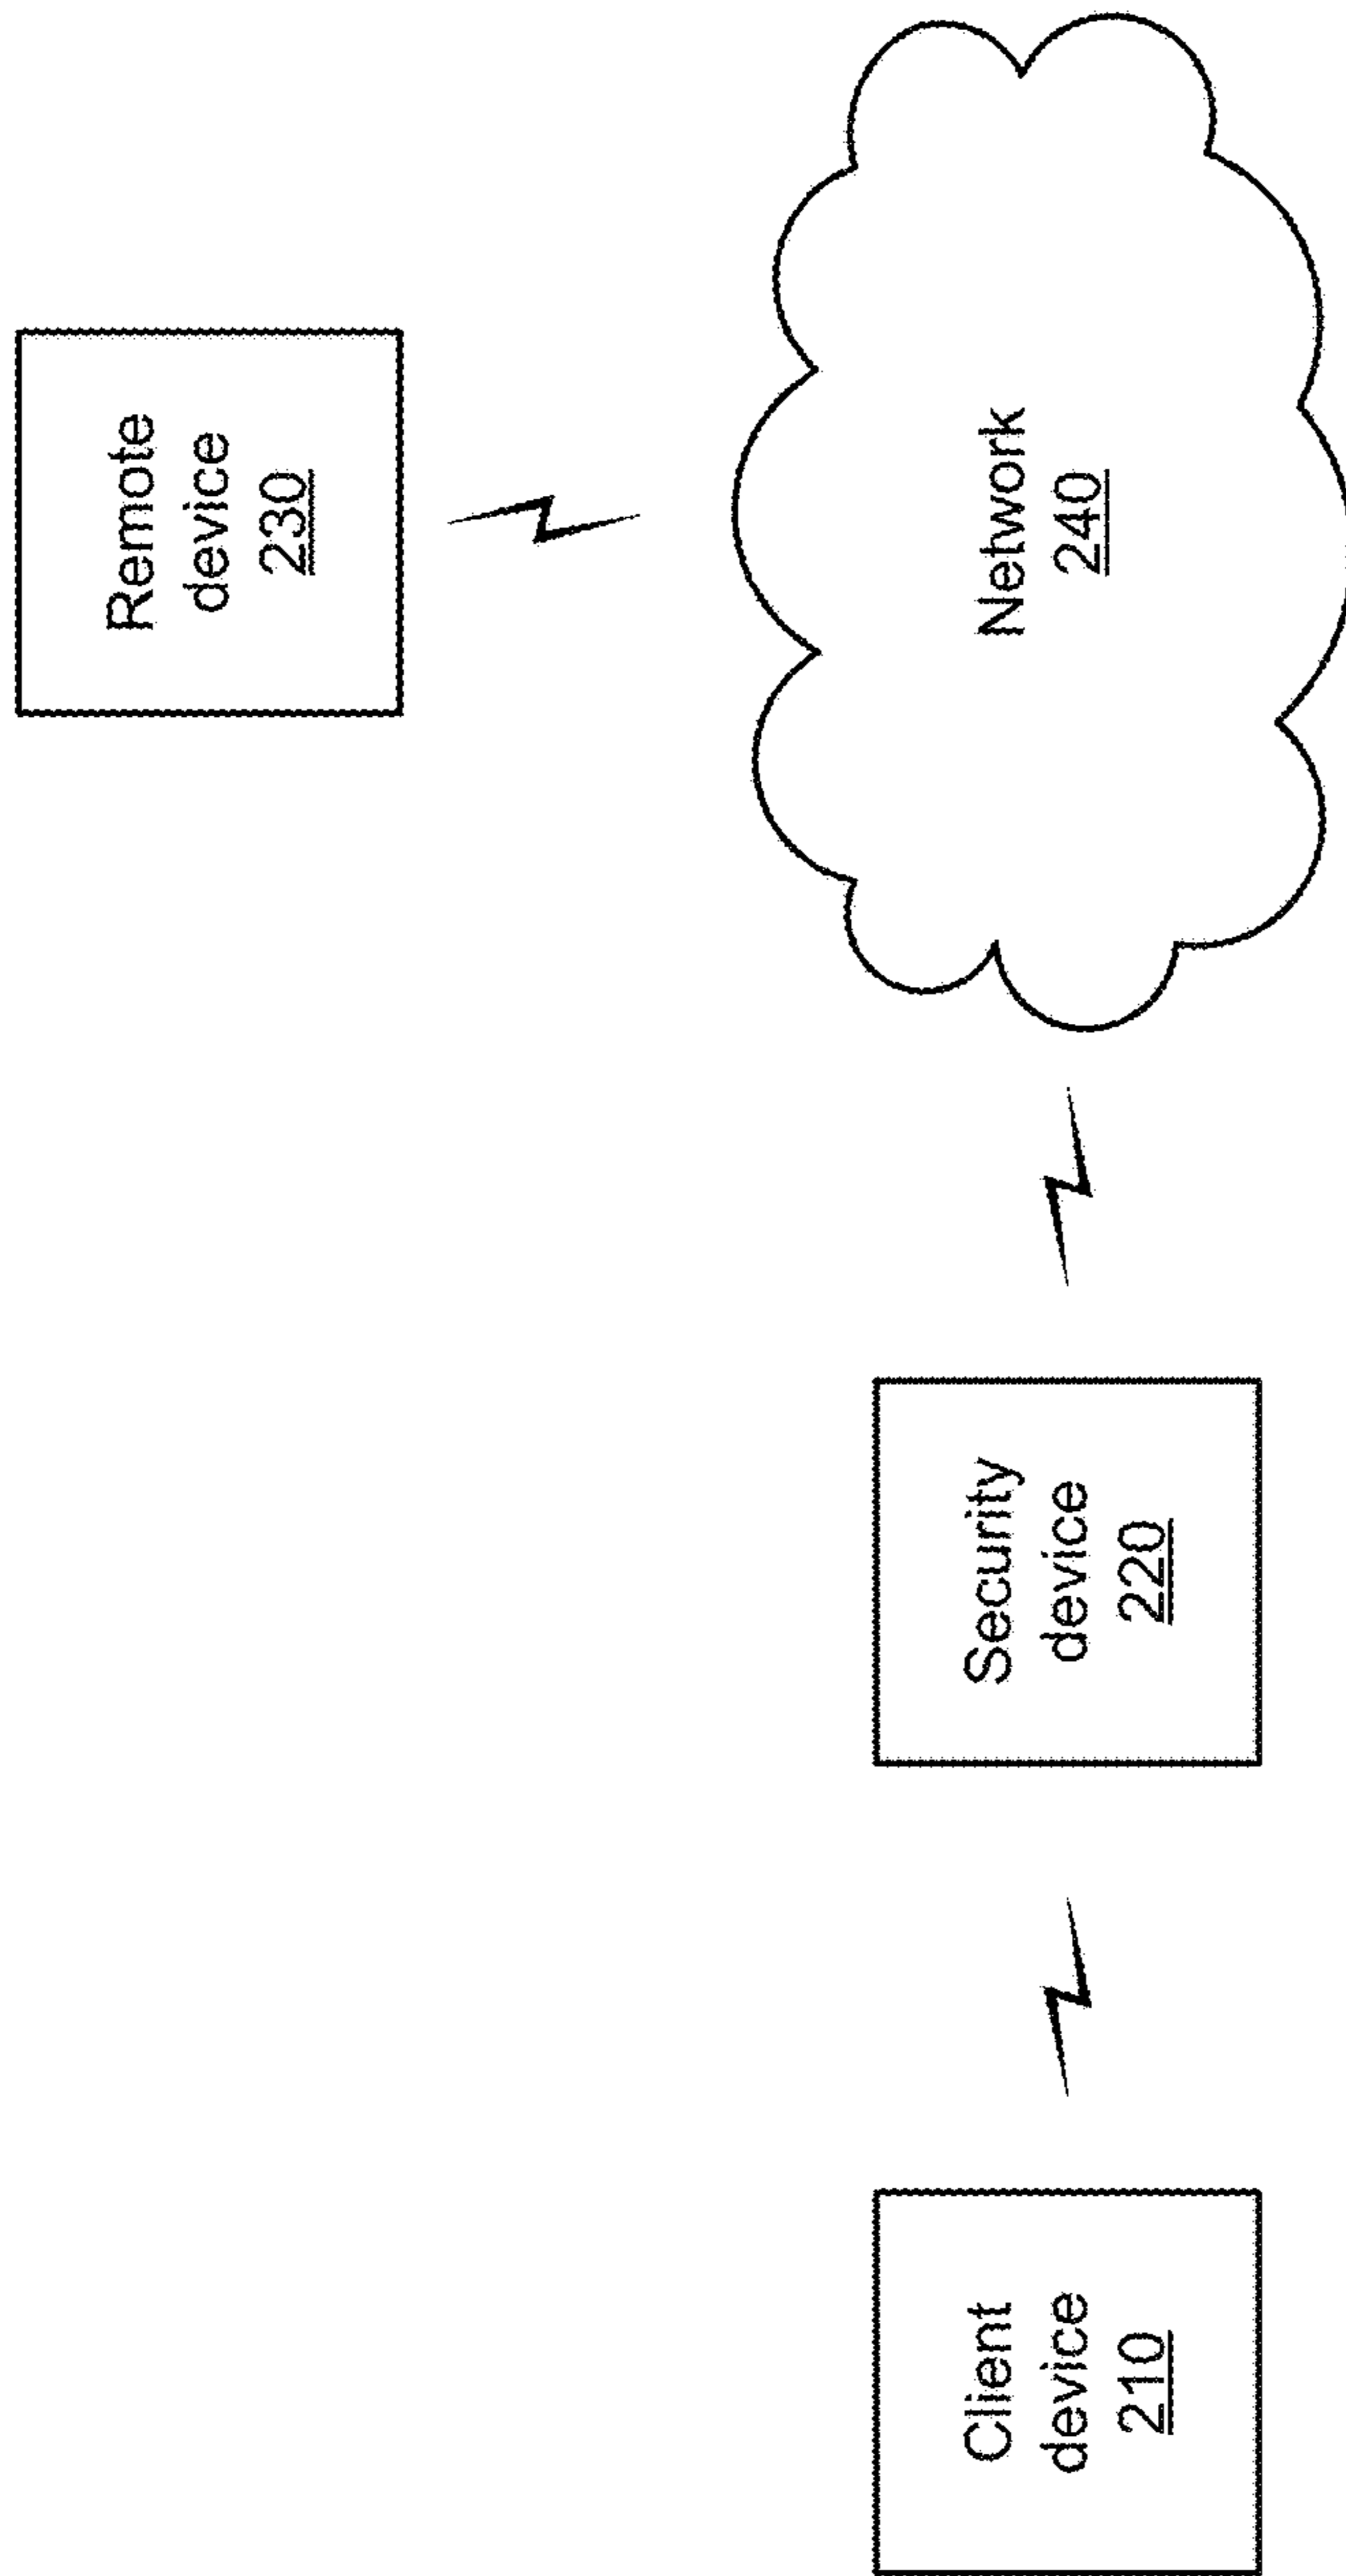 Remote
device
230
Client
device
210
Security
device
220
Network
240